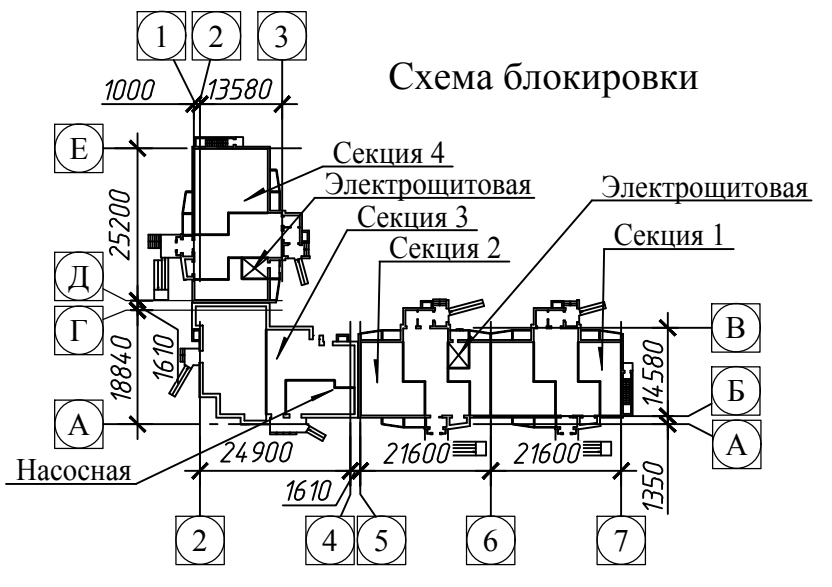 1
2
3
Схема блокировки
1000
13580
Е
Секция 4
Электрощитовая
Электрощитовая
Секция 3
Секция 1
Секция 2
25200
Д
Г
1610
18840
А
В
14580
Б
А
1350
24900
21600
21600
Насосная
1610
2
4
5
6
7